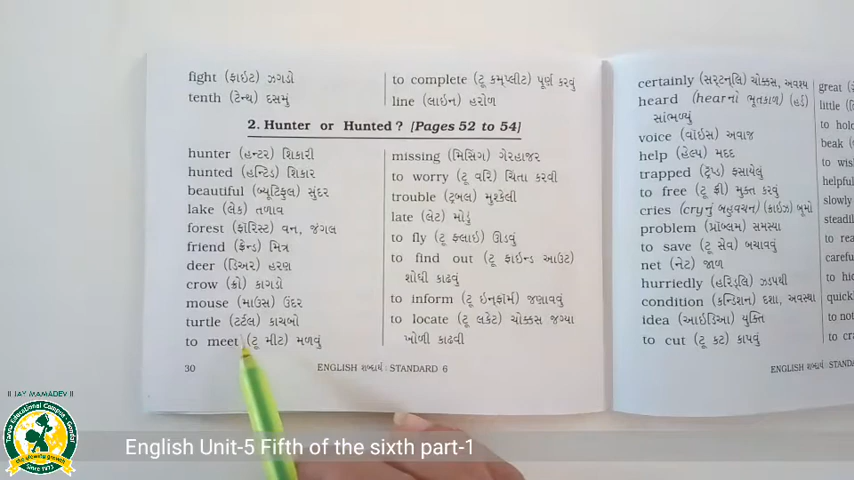 fight (ફાઇટ) ઝગડો
tenth (ટેન્થ) દસમું
to complete (ટૂ કમ્પ્લીટ) પૂર્ણ કરવું
line (લાઇન) હરોળ
2. Hunter or Hunted ? [Pages 52 to 54]
hunter (હન્ટર) શિકારી
hunted (હન્ટિડ) શિકાર
beautiful (બ્યૂટિફુલ) સુંદર
lake (લેક) તળાવ
forest (ફૉરિસ્ટ) વન, જંગલ
friend (ફ્રેન્ડ) મિત્ર
deer (ડિઅર) હરણ
crow (ક્રો) કાગડો
mouse (માઉસ) ઉંદર
turtle (ટર્ટલ) કાચબો
to meet (ટૂ મીટ) મળવું
missing (મિસિંગ) ગેરહાજર
to worry (ટૂ વરિ) ચિંતા કરવી
trouble (ટ્રબલ) મુશ્કેલી
late (લેટ) મોડું
to fly (ટૂ ફ્લાઇ) ઊડવું
to find out (ટૂ ફાઇન્ડ આઉટ)
શોધી કાઢવું
to inform (ટૂ ઇનફૉર્મ) જણાવવું
to locate (ટૂ લકેટ) ચોક્કસ જગ્યા
ખોળી કાઢવી
30 ENGLISH શબ્દાર્થ : STANDARD 6
certainly (સર્ટન્લિ) ચોક્કસ, અવશ્ય
heard (hearનો ભૂતકાળ) (હર્ડ)
સાંભળ્યું
voice (વૉઇસ) અવાજ
help (હેલ્પ) મદદ
trapped (ટ્રૅપ્ડ) ફસાયેલું
to free (ટૂ ફ્રી) મુક્ત કરવું
cries (cryનું બહુવચન) (ક્રાઇઝ) બૂમો
problem (પ્રૉબ્લમ) સમસ્યા
to save (ટૂ સેવ) બચાવવું
net (નેટ) જાળ
hurriedly (હરિડ્લિ) ઝડપથી
condition (કન્ડિશન) દશા, અવસ્થા
idea (આઇડિઆ) યુક્તિ
to cut (ટૂ કટ) કાપવું
great
little
to hold
beak
to
helpful
slowly
to
to
quick
to not
to
ENGLISH શબ્દાર્થ : STANDA
|| JAY MAMADEV ||
Since 1973
English Unit-5 Fifth of the sixth part-1